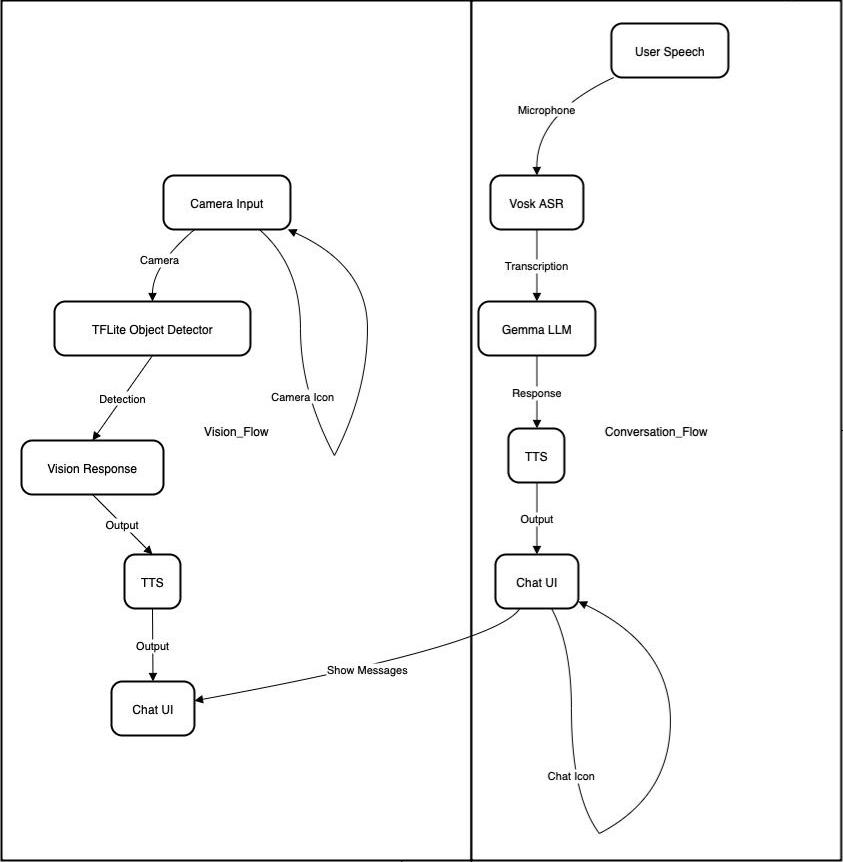 User Speech
Microphone
Camera Input
Vosk ASR
Camera
Transcription
TFLite Object Detector
Gemma LLM
Detection
Camera Icon
Response
Vision_Flow
Conversation_Flow
Vision Response
TTS
Output
Output
TTS
Chat UI
Output
Show Messages
Chat UI
Chat Icon